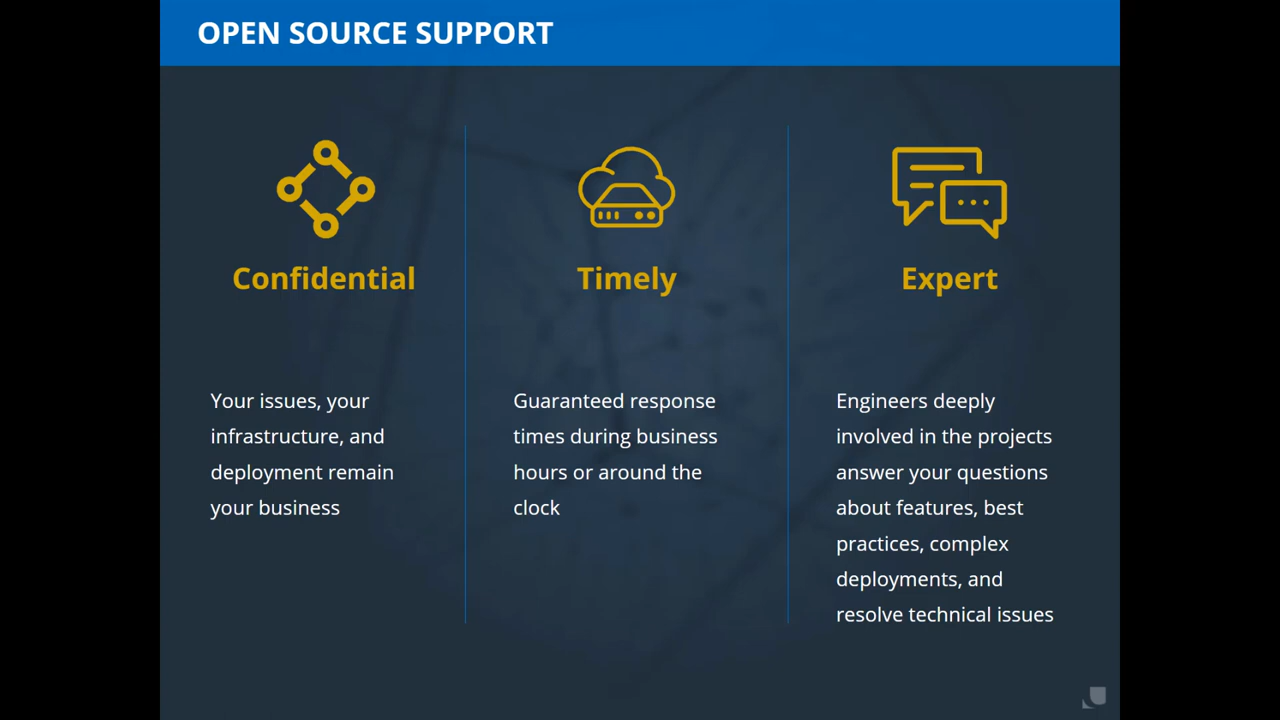 OPEN SOURCE SUPPORT
Confidential
Your issues, your
infrastructure, and
deployment remain
your business
Timely
Guaranteed response
times during business
hours or around the
clock
Expert
Engineers deeply
involved in the projects
answer your questions
about features, best
practices, complex
deployments, and
resolve technical issues